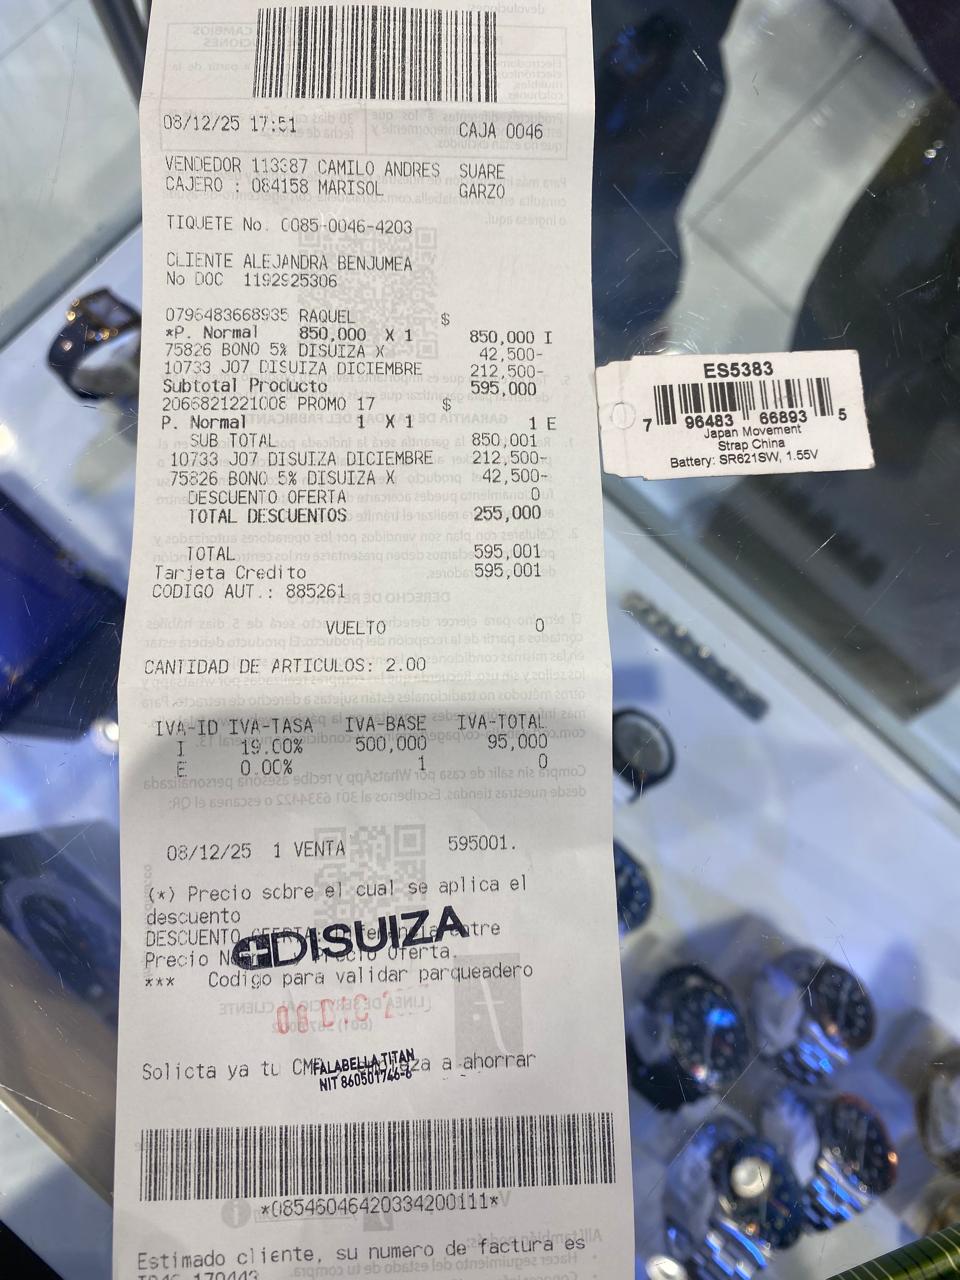 08/12/25 17:51 CAJA 0046
VENDEDOR 113387 CAMILO ANDRES SUARE
CAJERO : 084158 MARISOL GARZO
TIQUETE No. 0085-0046-4203
CLIENTE ALEJANDRA BENJUMEA
No DOC 1192925306
0796483668935 RAQUEL $
*P. Normal 850,000 X 1 850,000 I
75826 BONO 5% DISUIZA X 42,500-
10733 J07 DISUIZA DICIEMBRE 212,500-
Subtotal Producto 595,000
2066821221008 PROMO 17 $
P. Normal 1 X 1 1 E
SUB TOTAL 850,001
10733 J07 DISUIZA DICIEMBRE 212,500-
75826 BONO 5% DISUIZA X 42,500-
DESCUENTO OFERTA 0
TOTAL DESCUENTOS 255,000
TOTAL 595,001
Tarjeta Credito 595,001
CODIGO AUT.: 885261
VUELTO 0
CANTIDAD DE ARTICULOS: 2.00
IVA-ID IVA-TASA IVA-BASE IVA-TOTAL
I 19.00% 500,000 95,000
E 0.00% 1 0
08/12/25 1 VENTA 595001.
(*) Precio sobre el cual se aplica el
descuento
DESCUENTO
Precio Oferta.
DISUIZA
*** Codigo para validar parqueadero
08 DIC 2
Solicta ya tu a ahorrar
FALABELLA TITAN
NIT 860501746-6
*08546046420334200111*
Estimado cliente, su numero de factura es
ES5383
7 96483 66893 5
Japan Movement
Strap China
Battery: SR621SW, 1.55V